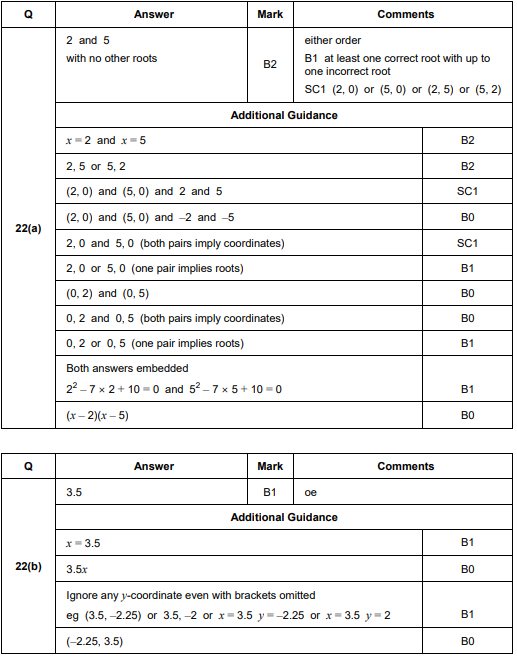 Q Answer Mark Comments
22(a)
2 and 5
with no other roots
B2
either order
B1 at least one correct root with up to
one incorrect root
SC1 (2, 0) or (5, 0) or (2, 5) or (5, 2)
Additional Guidance
x = 2 and x = 5 B2
2, 5 or 5, 2 B2
(2, 0) and (5, 0) and 2 and 5 SC1
(2, 0) and (5, 0) and –2 and –5 B0
2, 0 and 5, 0 (both pairs imply coordinates) SC1
2, 0 or 5, 0 (one pair implies roots) B1
(0, 2) and (0, 5) B0
0, 2 and 0, 5 (both pairs imply coordinates) B0
0, 2 or 0, 5 (one pair implies roots) B1
Both answers embedded
2² – 7 × 2 + 10 = 0 and 5² – 7 × 5 + 10 = 0 B1
(x – 2)(x – 5) B0
Q Answer Mark Comments
22(b)
3.5 B1 oe
Additional Guidance
x = 3.5 B1
3.5x B0
Ignore any y-coordinate even with brackets omitted
eg (3.5, –2.25) or 3.5, –2 or x = 3.5 y = –2.25 or x = 3.5 y = 2 B1
(–2.25, 3.5) B0